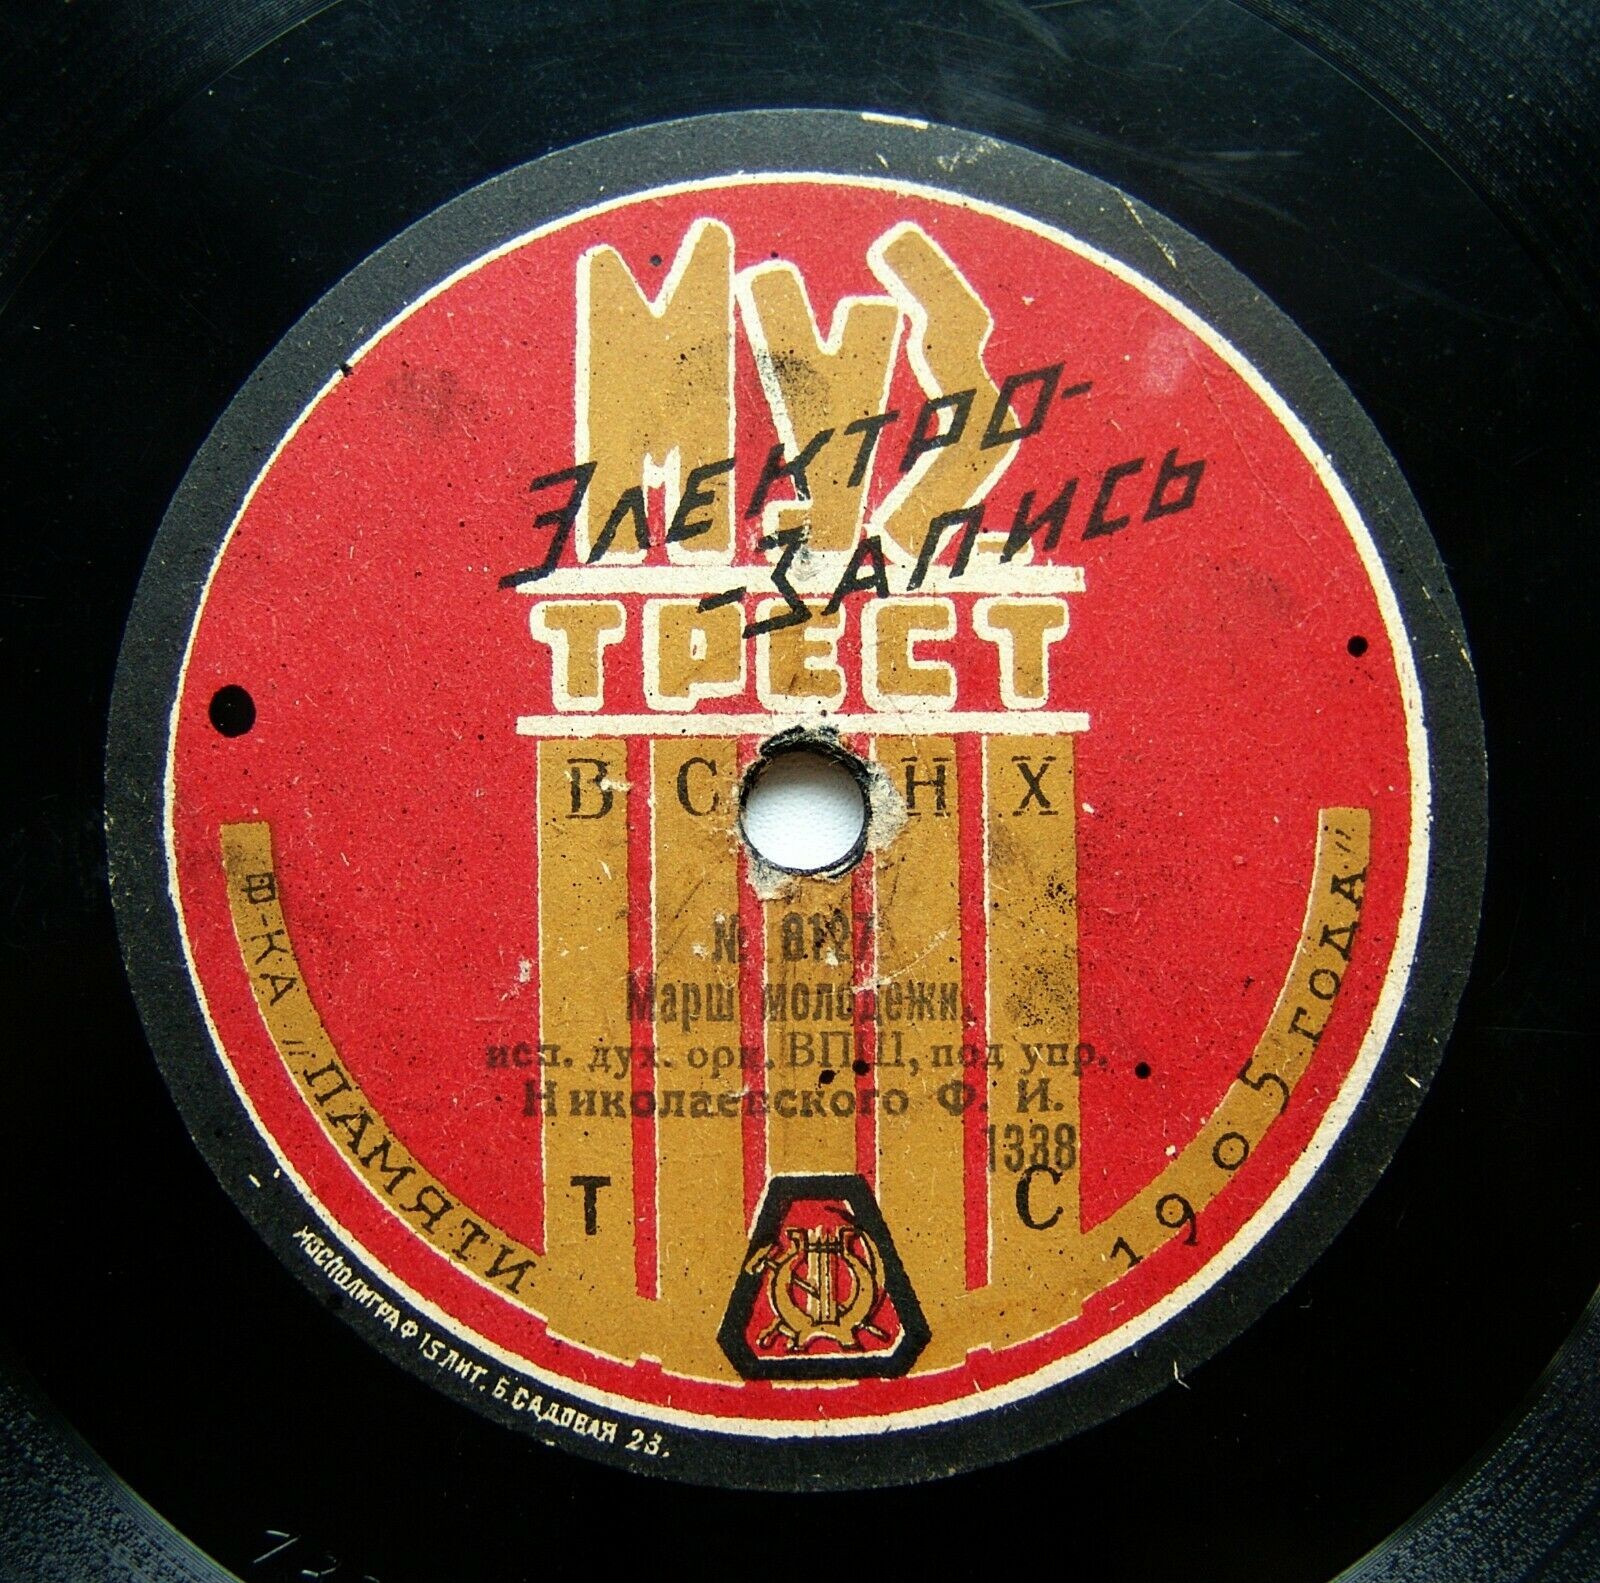 МУЗ
ЭЛЕКТРО-
-ЗАПИСЬ
ТРЕСТ
В С Н Х
№ 8127.
Марш молодежи,
исп. дух. орк. ВПШ, под упр.
Николаевского Ф. И.
1338
Т С
Ф-КА „ПАМЯТИ 1905 ГОДА”
МОСПОЛИГРАФ 15 ЛИТ. Б. САДОВАЯ 23.